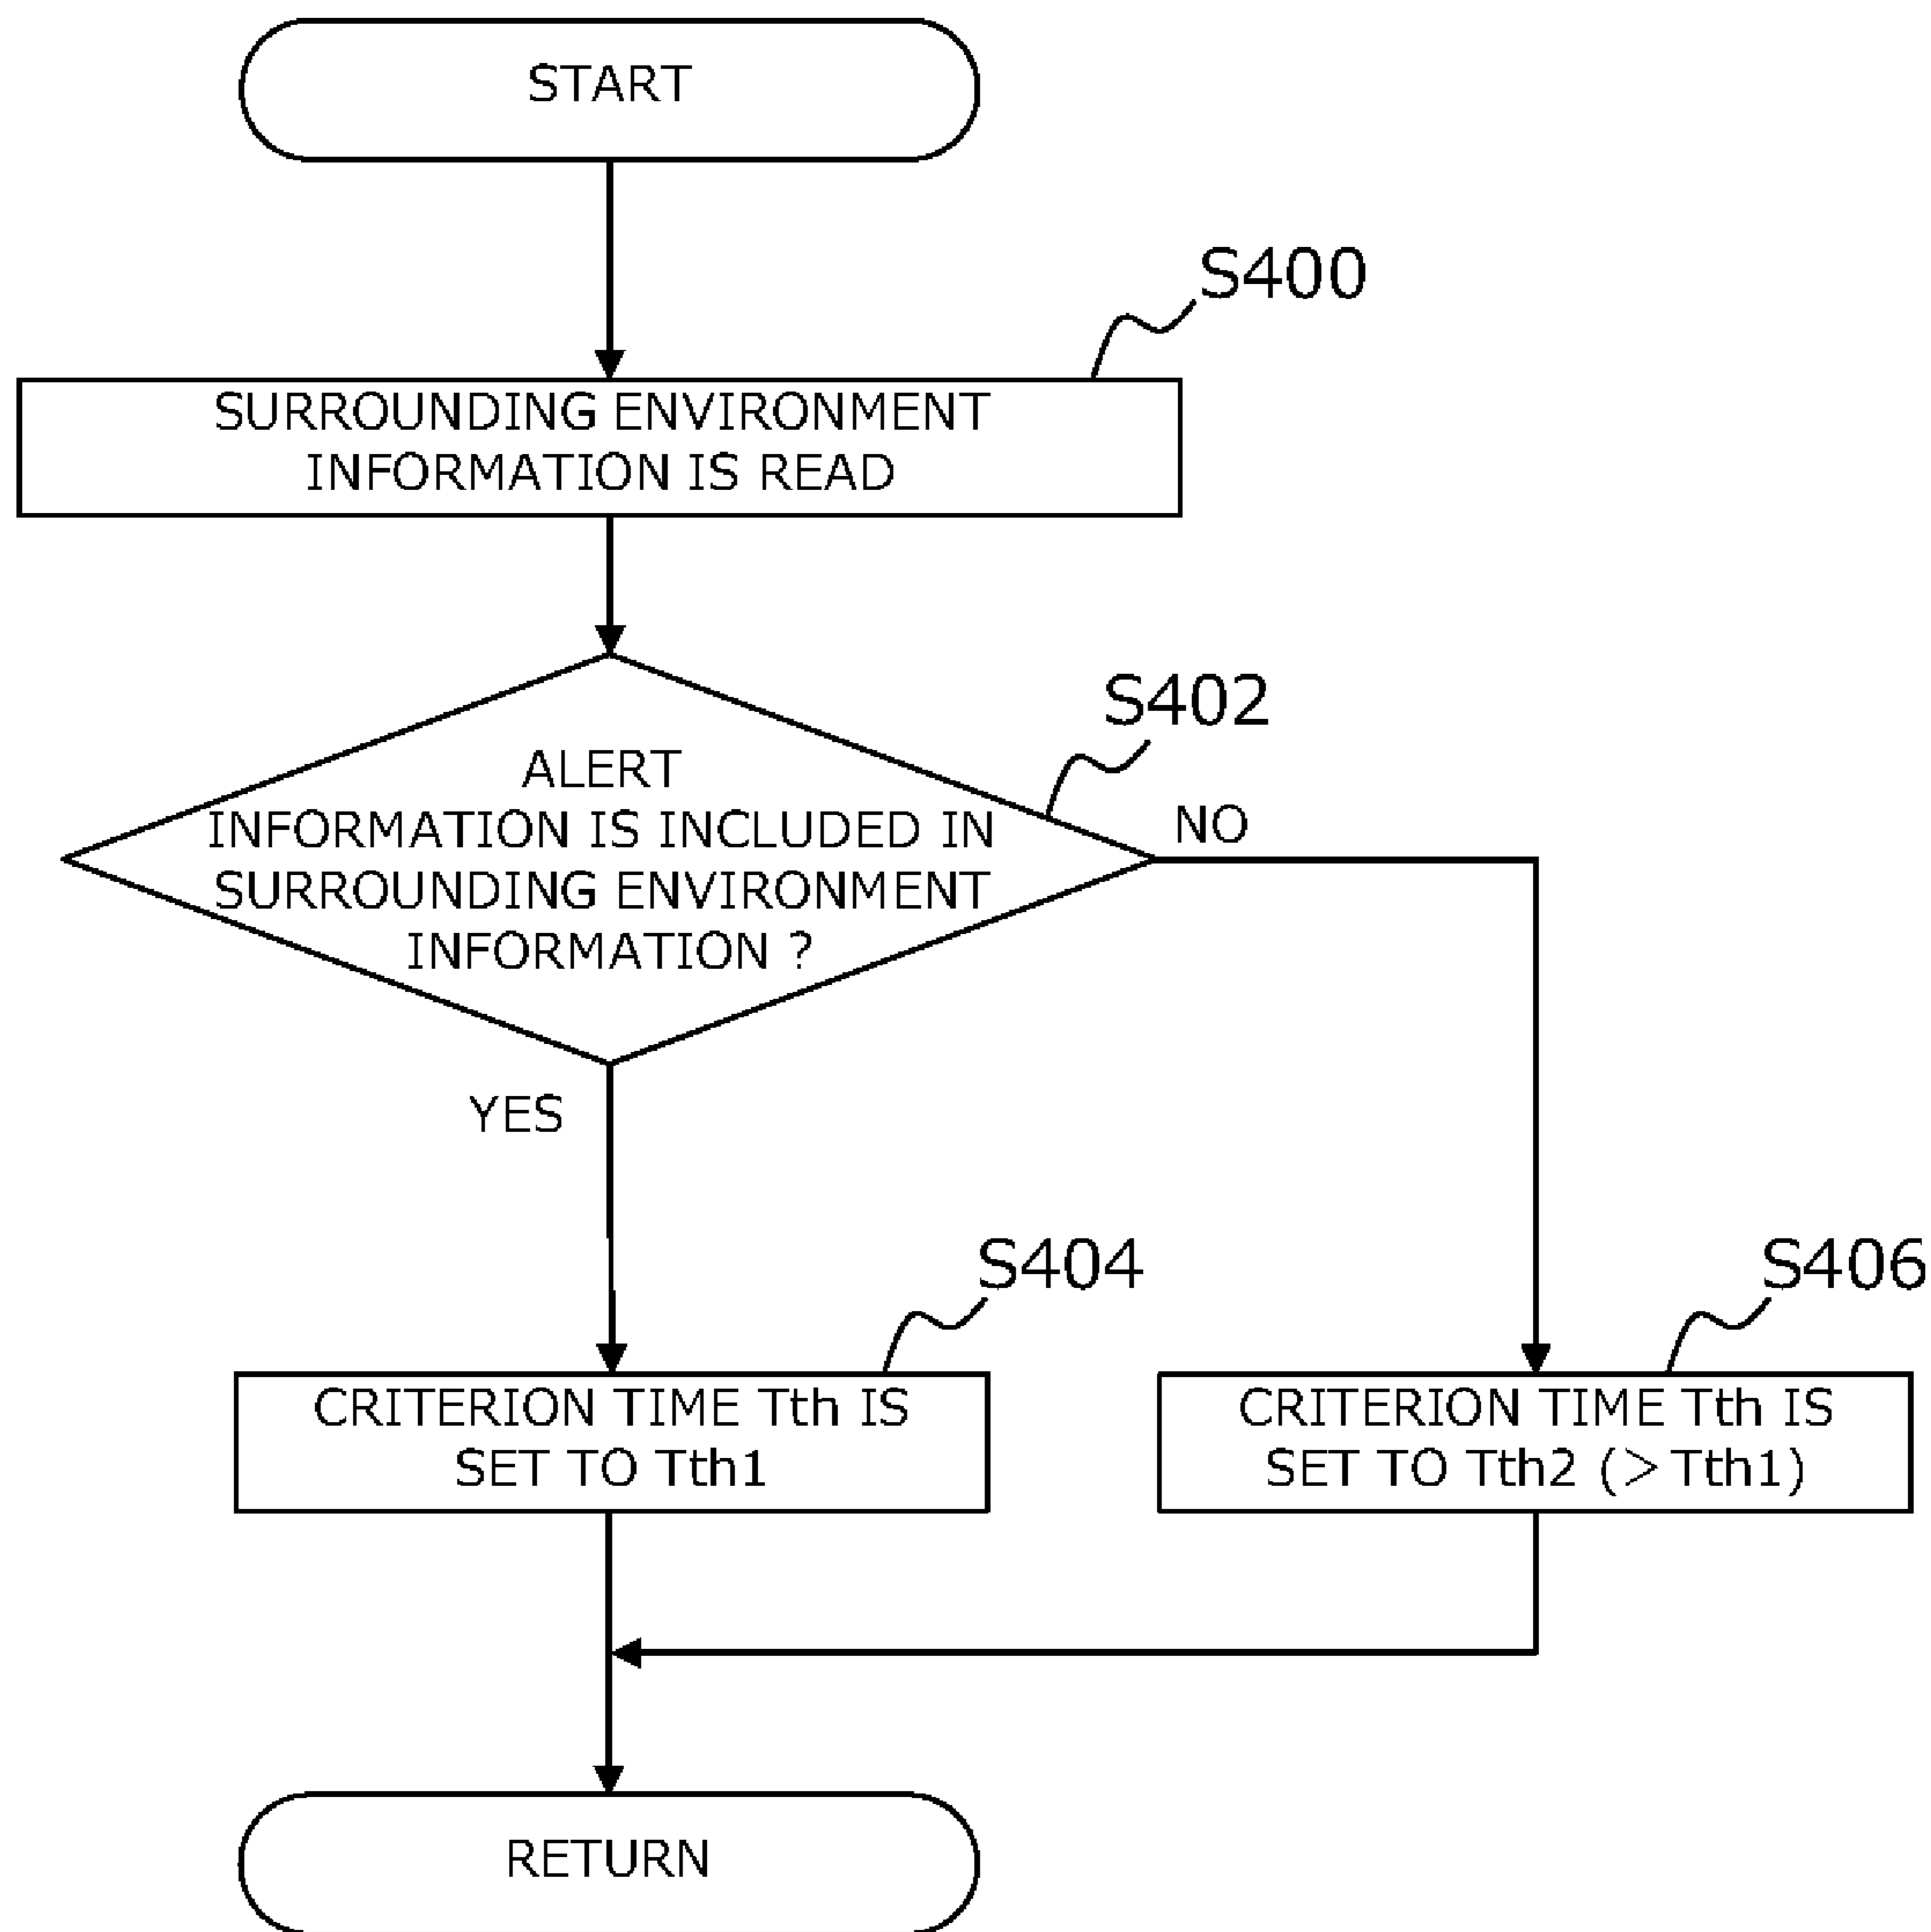 START
S400
SURROUNDING ENVIRONMENT
INFORMATION IS READ
S402
ALERT
INFORMATION IS INCLUDED IN
SURROUNDING ENVIRONMENT
INFORMATION ?
NO
YES
S404
S406
CRITERION TIME Tth IS
SET TO Tth1
CRITERION TIME Tth IS
SET TO Tth2 (>Tth1)
RETURN